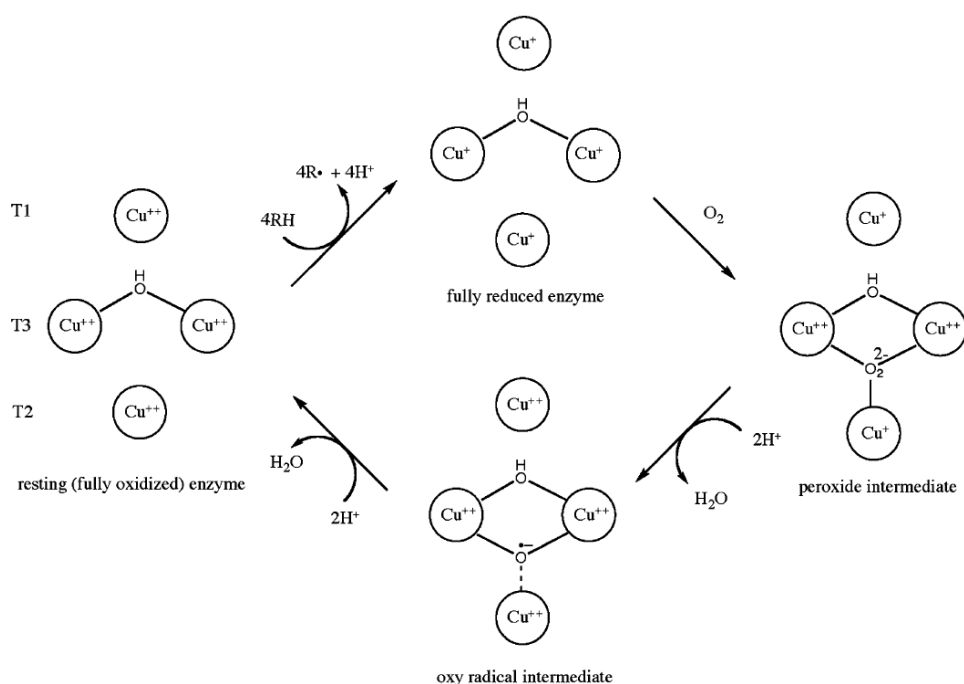 Cu⁺
H
O
Cu⁺ Cu⁺
4R• + 4H⁺
4RH
Cu⁺
fully reduced enzyme
O₂
T1 Cu⁺⁺
H
O
T3 Cu⁺⁺ Cu⁺⁺
T2 Cu⁺⁺
resting (fully oxidized) enzyme
Cu⁺
H
O
Cu⁺⁺ Cu⁺⁺
O₂²⁻
Cu⁺
peroxide intermediate
2H⁺
H₂O
Cu⁺⁺
H
O
Cu⁺⁺ Cu⁺⁺
O•−
Cu⁺⁺
oxy radical intermediate
H₂O
2H⁺